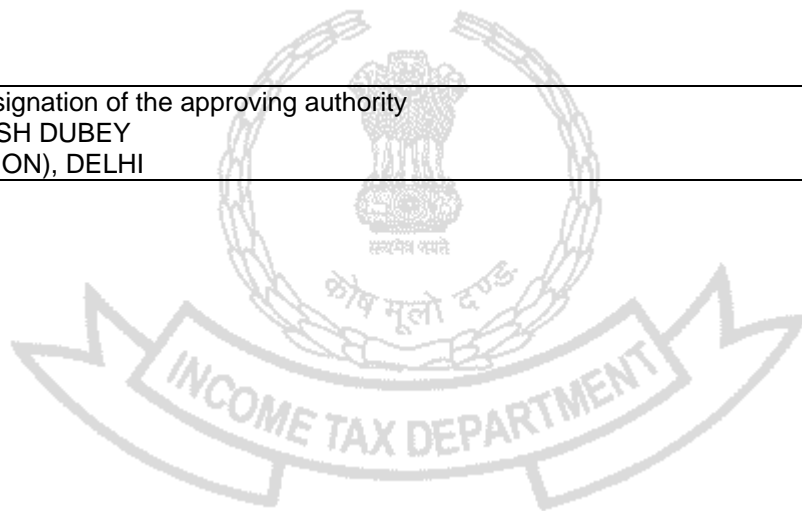 signation of the approving authority
SH DUBEY
ON), DELHI
सत्यमेव जयते
कोष मूलो दण्ड:
INCOME TAX DEPARTMENT